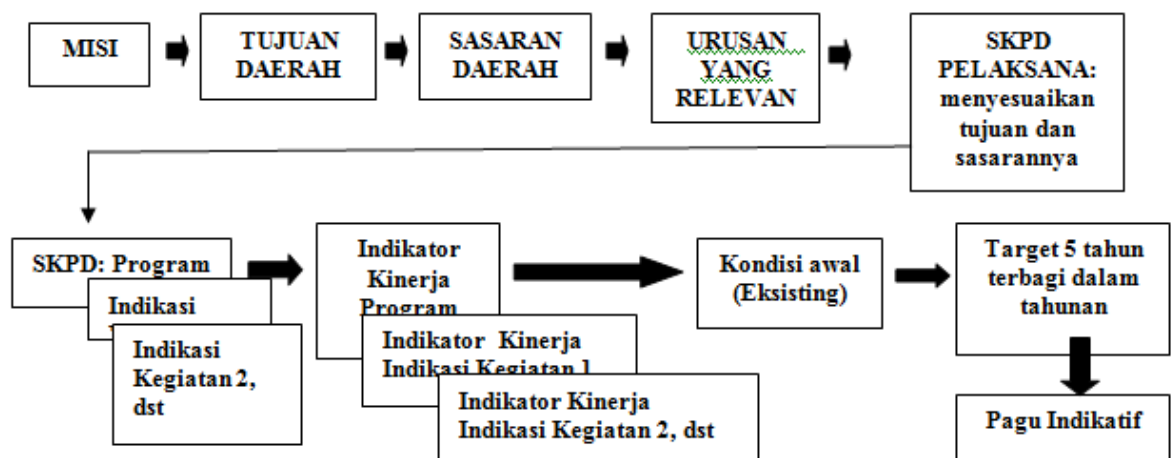 MISI
TUJUAN
DAERAH
SASARAN
DAERAH
URUSAN
YANG
RELEVAN
SKPD
PELAKSANA:
menyesuaikan
tujuan dan
sasarannya
SKPD: Program
Indikasi
Indikasi
Kegiatan 2,
dst
Indikator
Kinerja
Program
Indikator Kinerja
Indikasi Kegiatan 1
Indikator Kinerja
Indikasi Kegiatan 2, dst
Kondisi awal
(Eksisting)
Target 5 tahun
terbagi dalam
tahunan
Pagu Indikatif